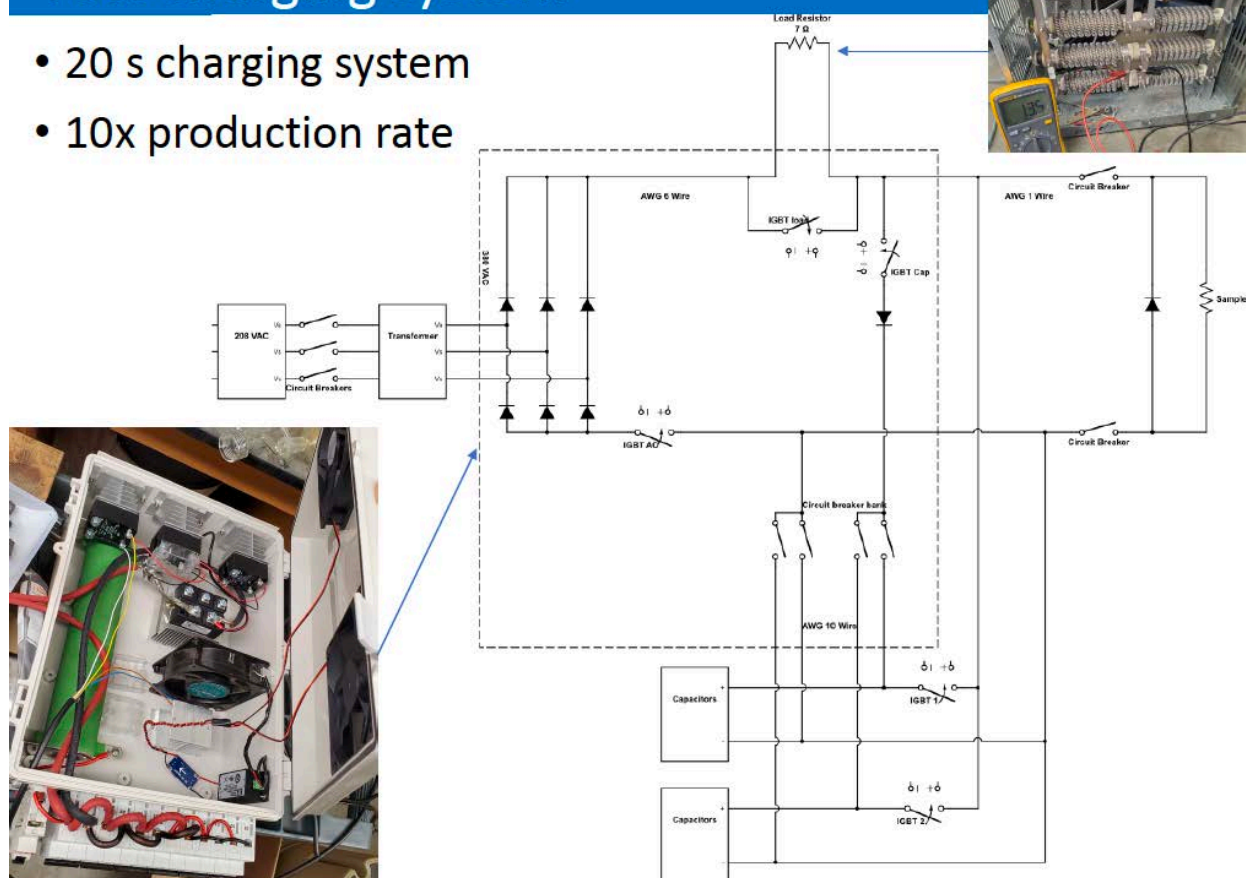 • 20 s charging system
• 10x production rate
Load Resistor
7 Ω
AWG 6 Wire
AWG 1 Wire
Circuit Breaker
IGBT load
IGBT Cap
380 VAC
208 VAC
Transformer
Sample
Circuit Breakers
IGBT AC
Circuit Breaker
Circuit breaker bank
AWG 10 Wire
Capacitors
+
-
IGBT 1
Capacitors
+
-
IGBT 2